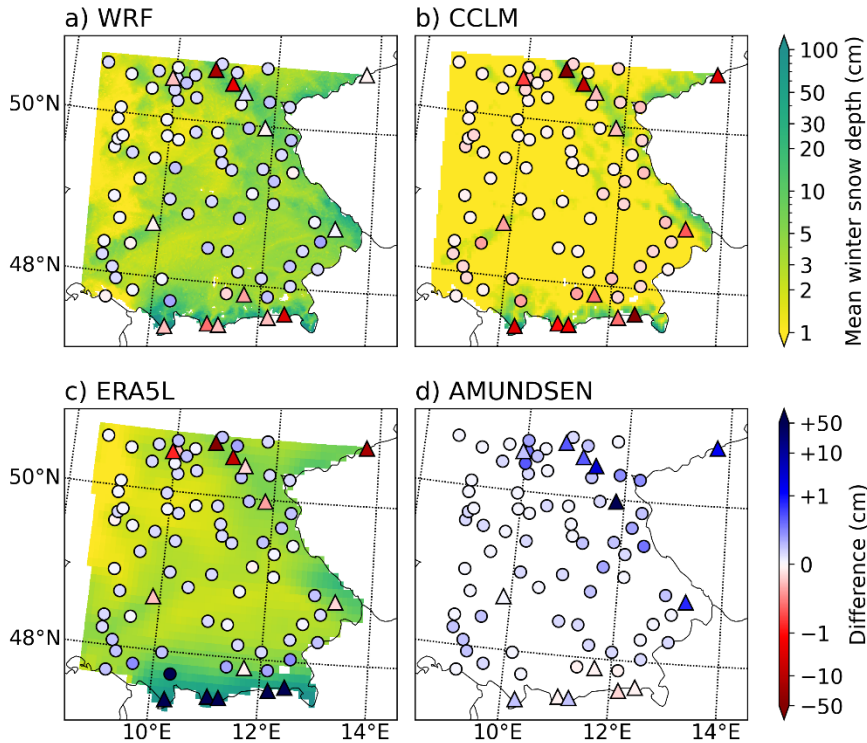 a) WRF
b) CCLM
50°N
48°N
100
50
30
20
10
5
3
2
1
Mean winter snow depth (cm)
c) ERA5L
d) AMUNDSEN
50°N
48°N
10°E
12°E
14°E
10°E
12°E
14°E
+50
+10
+1
0
−1
−10
−50
Difference (cm)